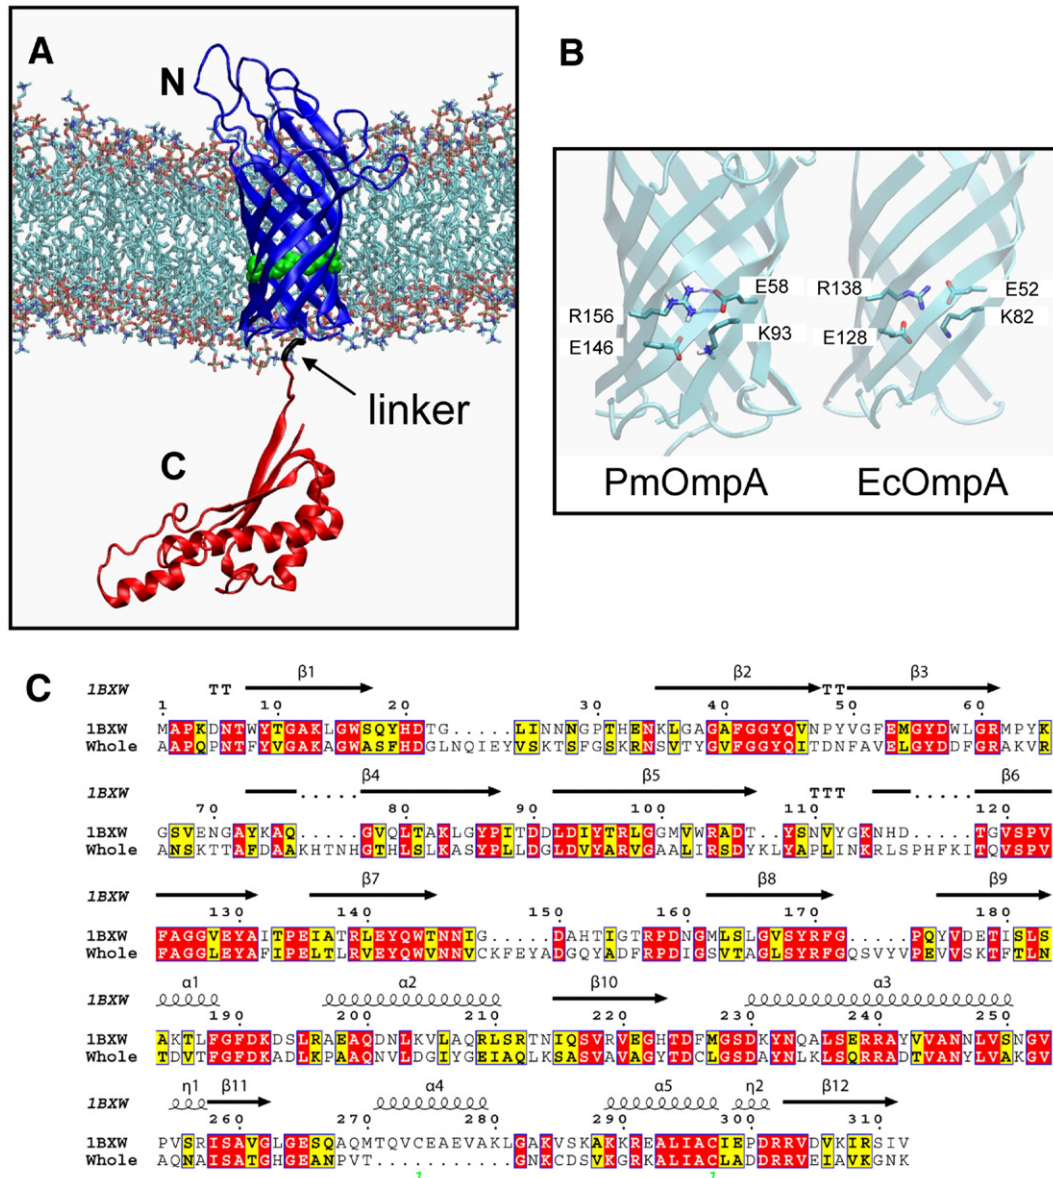 A
N
linker
C
B
R156
E146
E58
K93
R138
E128
E52
K82
PmOmpA
EcOmpA
C
1BXW TT β1 β2 TT β3
1 10 20 30 40 50 60
1BXW MAPKDNTWYTGAKLGWSQYHDTG.....LINNNGPTHENKLGAGAFGGYQVNPYVGFEMGYDWLGRMPYK
Whole AAPQPNTFYVGAKAGWASFHDGLNQIEYVSKTSFGSKRNSVTYGVFGGYQITDNFAVELGYDDFGRAKVR
1BXW ..... β4 β5 TTT ..... β6
70 80 90 100 110 120
1BXW GSVENGAYKAQ.....GVQLTAKLGYPITDDLDIYTRLGGMVWRADT..YSNVYGKNHD.....TGVSPV
Whole ANSKTTAFDAAKHTNHGTHLSLKASYPLLDGLDVYARVGAALIRSDYKLYAPLINKRLSPHFKITQVSPV
1BXW β7 β8 β9
130 140 150 160 170 180
1BXW FAGGVEYAITPEIATRLEYQWTNNIG.....DAHTIGTRPDNGMLSLGVSYRFG.....PQYVDETISLS
Whole FAGGLEYAFIPELTLRVEYQWVNNVCKFEYADGQYADFRPDIGSVTAGLSYRFGQSVYVPEVVSKTFTLN
1BXW α1 α2 β10 α3
190 200 210 220 230 240 250
1BXW AKTLFGFDKDSLRAEAQDNLKVLAQRLSRTNIQSVRVEGHTDFMGSDKYNQALSERRAYVVANNLVSNGV
Whole TDVTFGFDKADLKPAAQNVLDGIYGEIAQLKSASVAVAGYTDCLGSDAYNLKLSQRRADTVANYLVAKGV
1BXW η1 β11 α4 α5 η2 β12
260 270 280 290 300 310
1BXW PVSRISAVGLGESQAQMTQVCEAEVAKLGAKVSKAKKREALIACIEPDRRVDVKIRSIV
Whole AQNAISATGHGEANPVT...........GNKCDSVKGRKALIACLADDRRVEIAVKGNK
1 1